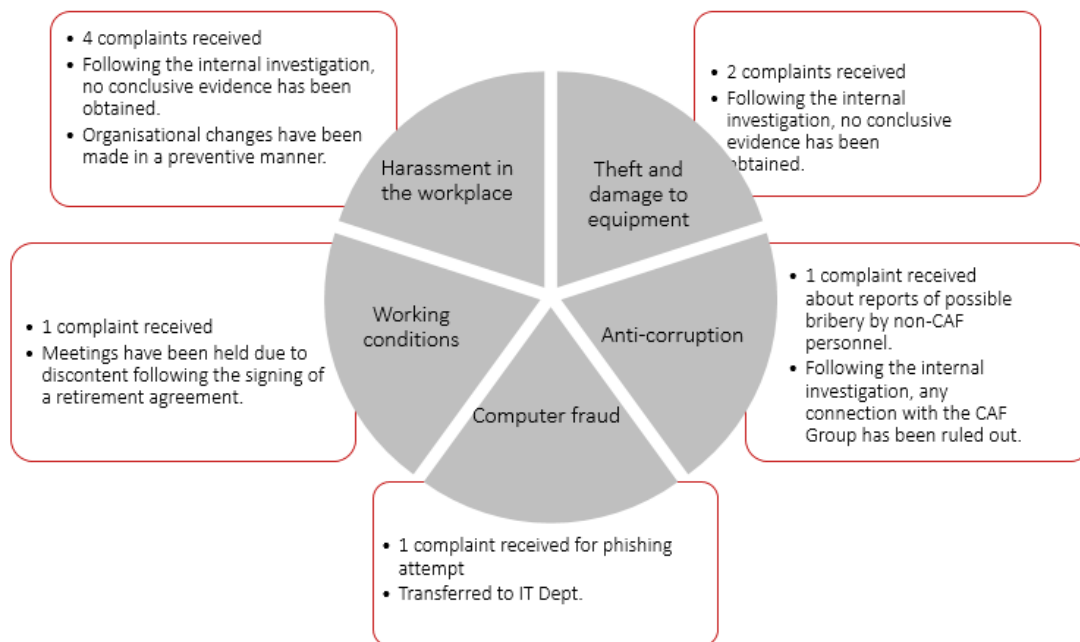 • 4 complaints received
• Following the internal investigation,
no conclusive evidence has been
obtained.
• Organisational changes have been
made in a preventive manner.
• 2 complaints received
• Following the internal
investigation, no conclusive
evidence has been
obtained.
Harassment in
the workplace
Theft and
damage to
equipment
• 1 complaint received
• Meetings have been held due to
discontent following the signing of
a retirement agreement.
Working
conditions
Anti-corruption
• 1 complaint received
about reports of possible
bribery by non-CAF
personnel.
• Following the internal
investigation, any
connection with the CAF
Group has been ruled out.
Computer fraud
• 1 complaint received for phishing
attempt
• Transferred to IT Dept.